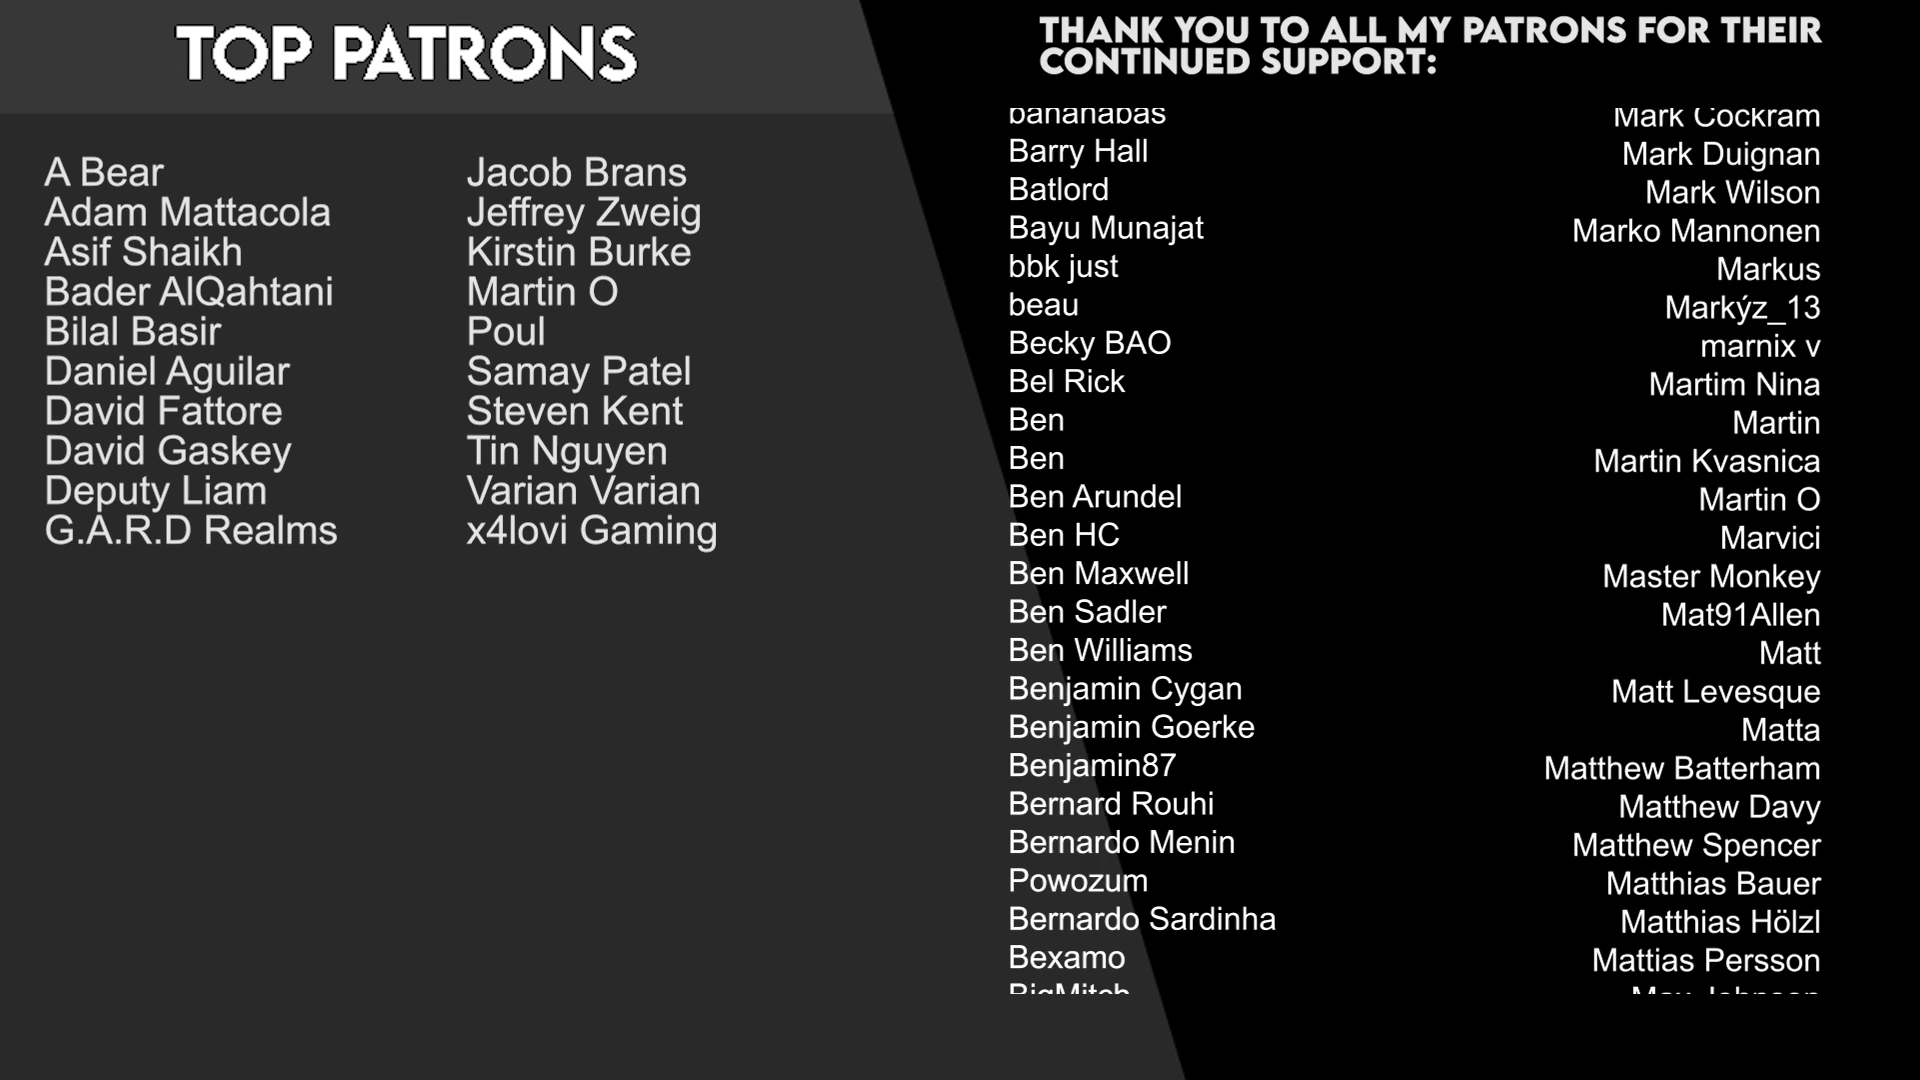 TOP PATRONS
A Bear
Adam Mattacola
Asif Shaikh
Bader AlQahtani
Bilal Basir
Daniel Aguilar
David Fattore
David Gaskey
Deputy Liam
G.A.R.D Realms
Jacob Brans
Jeffrey Zweig
Kirstin Burke
Martin O
Poul
Samay Patel
Steven Kent
Tin Nguyen
Varian Varian
x4lovi Gaming
THANK YOU TO ALL MY PATRONS FOR THEIR
CONTINUED SUPPORT:
bananabas
Barry Hall
Batlord
Bayu Munajat
bbk just
beau
Becky BAO
Bel Rick
Ben
Ben
Ben Arundel
Ben HC
Ben Maxwell
Ben Sadler
Ben Williams
Benjamin Cygan
Benjamin Goerke
Benjamin87
Bernard Rouhi
Bernardo Menin
Powozum
Bernardo Sardinha
Bexamo
BigMitch
Mark Cockram
Mark Duignan
Mark Wilson
Marko Mannonen
Markus
Markýz_13
marnix v
Martim Nina
Martin
Martin Kvasnica
Martin O
Marvici
Master Monkey
Mat91Allen
Matt
Matt Levesque
Matta
Matthew Batterham
Matthew Davy
Matthew Spencer
Matthias Bauer
Matthias Hölzl
Mattias Persson
Max Johnson